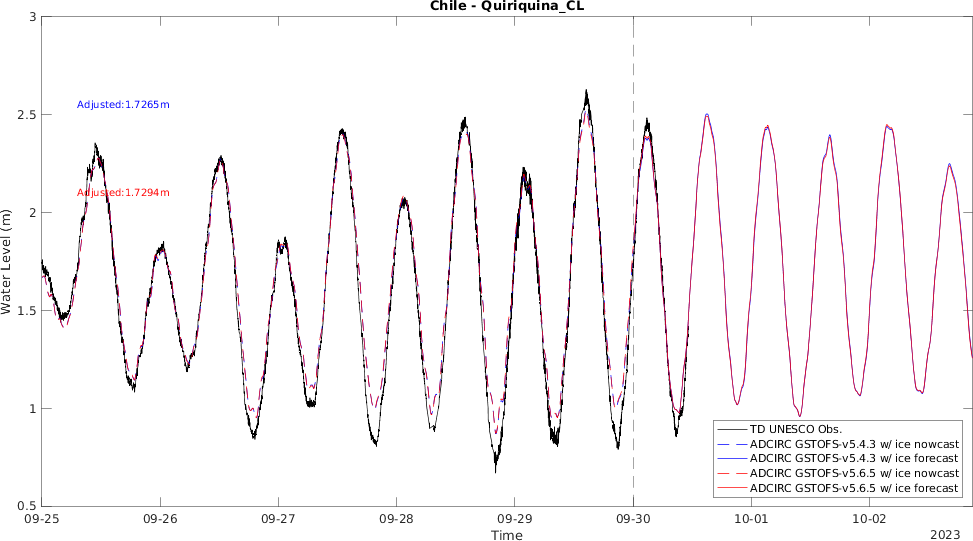 Chile - Quiriquina_CL
3
2.5
2
1.5
1
0.5
Water Level (m)
Adjusted:1.7265m
Adjusted:1.7294m
TD UNESCO Obs.
ADCIRC GSTOFS-v5.4.3 w/ ice nowcast
ADCIRC GSTOFS-v5.4.3 w/ ice forecast
ADCIRC GSTOFS-v5.6.5 w/ ice nowcast
ADCIRC GSTOFS-v5.6.5 w/ ice forecast
09-25 09-26 09-27 09-28 09-29 09-30 10-01 10-02
Time
2023